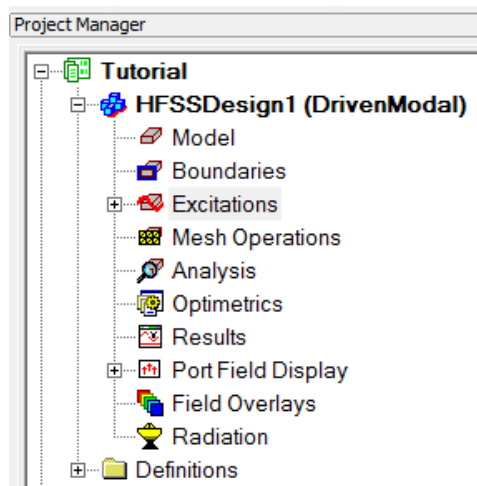 Project Manager
Tutorial
HFSSDesign1 (DrivenModal)
Model
Boundaries
Excitations
Mesh Operations
Analysis
Optimetrics
Results
Port Field Display
Field Overlays
Radiation
Definitions